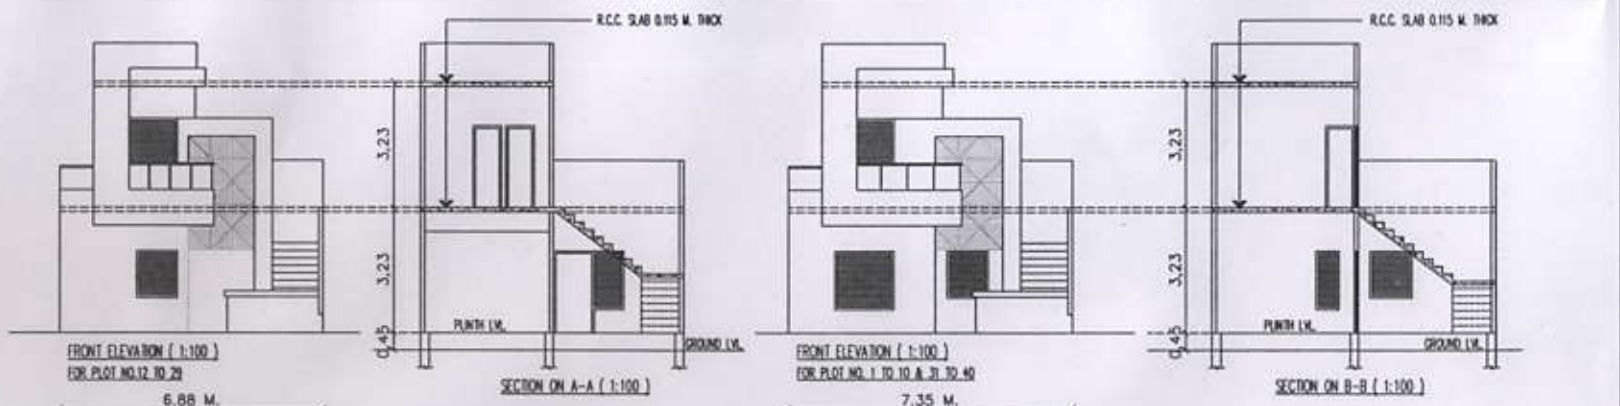 R.C.C. SLAB 0.115 M. THICK
R.C.C. SLAB 0.115 M. THICK
3.23
3.23
0.45
PLINTH LVL.
GROUND LVL.
FRONT ELEVATION ( 1:100 )
FOR PLOT NO.12 TO 29
6.88 M.
SECTION ON A-A ( 1:100 )
3.23
3.23
0.45
PLINTH LVL.
GROUND LVL.
FRONT ELEVATION ( 1:100 )
FOR PLOT NO. 1 TO 10 & 31 TO 40
7.35 M.
SECTION ON B-B ( 1:100 )